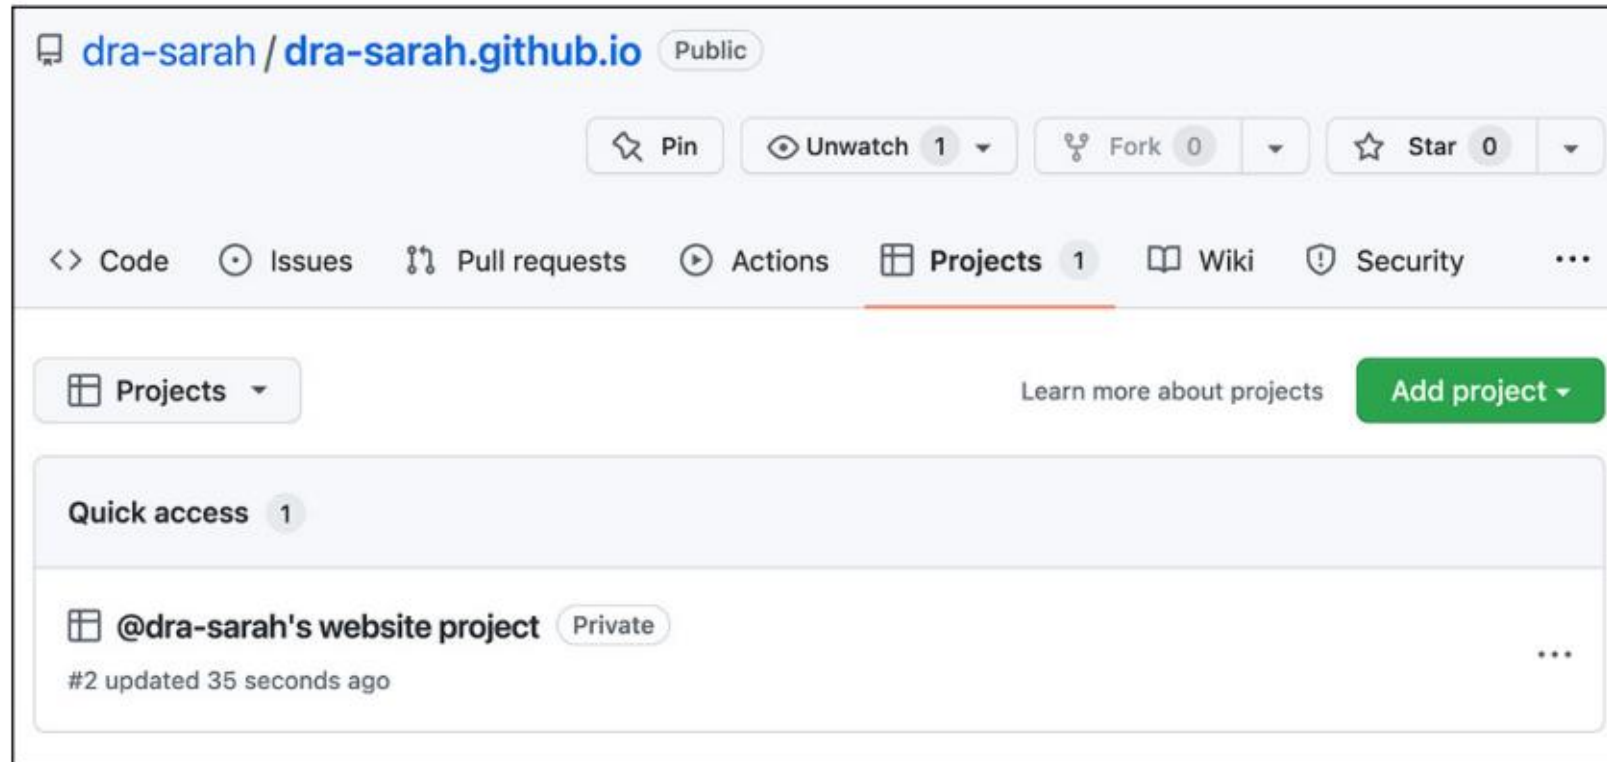 dra-sarah / dra-sarah.github.io Public
Pin Unwatch 1 Fork 0 Star 0
<> Code Issues Pull requests Actions Projects 1 Wiki Security ...
Projects Learn more about projects Add project
Quick access 1
@dra-sarah's website project Private
...
#2 updated 35 seconds ago